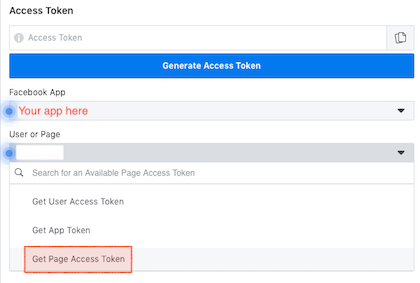 Access Token
Access Token
Generate Access Token
Facebook App
Your app here
User or Page
Search for an Available Page Access Token
Get User Access Token
Get App Token
Get Page Access Token